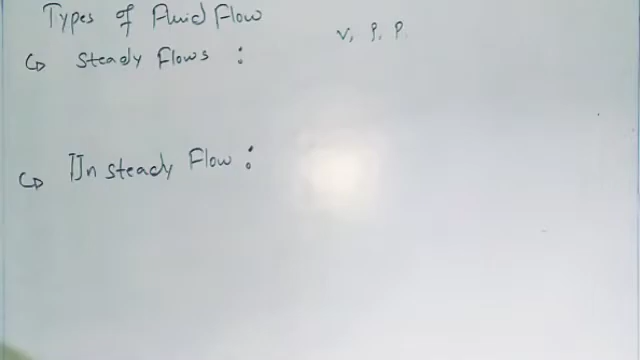 Types of Fluid Flow
↪ Steady Flows :
V, ρ, P.
↪ Unsteady Flow :